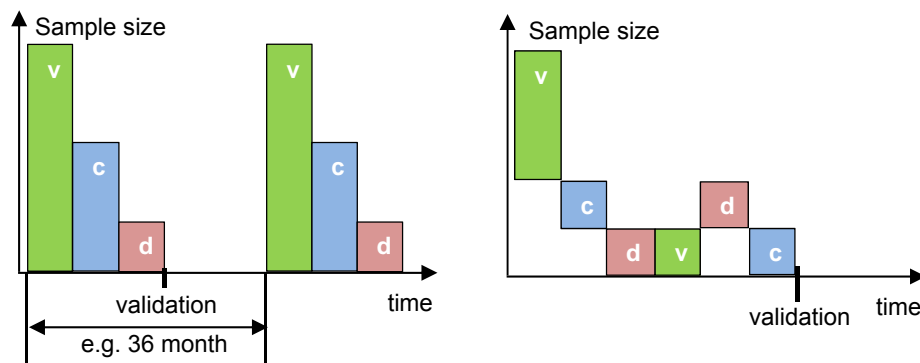 Sample size
v
c
d
v
c
d
validation
time
e.g. 36 month
Sample size
v
c
d
v
d
c
validation
time